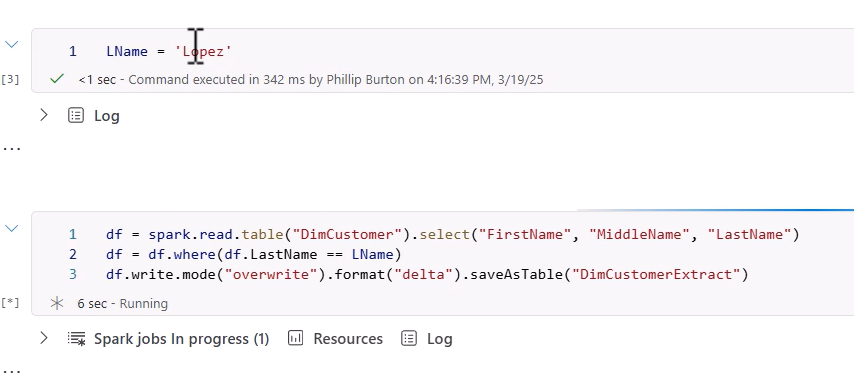 1 LName = 'Lopez'
[3] <1 sec - Command executed in 342 ms by Phillip Burton on 4:16:39 PM, 3/19/25
Log
...
1 df = spark.read.table("DimCustomer").select("FirstName", "MiddleName", "LastName")
2 df = df.where(df.LastName == LName)
3 df.write.mode("overwrite").format("delta").saveAsTable("DimCustomerExtract")
[*] 6 sec - Running
Spark jobs In progress (1) Resources Log
...